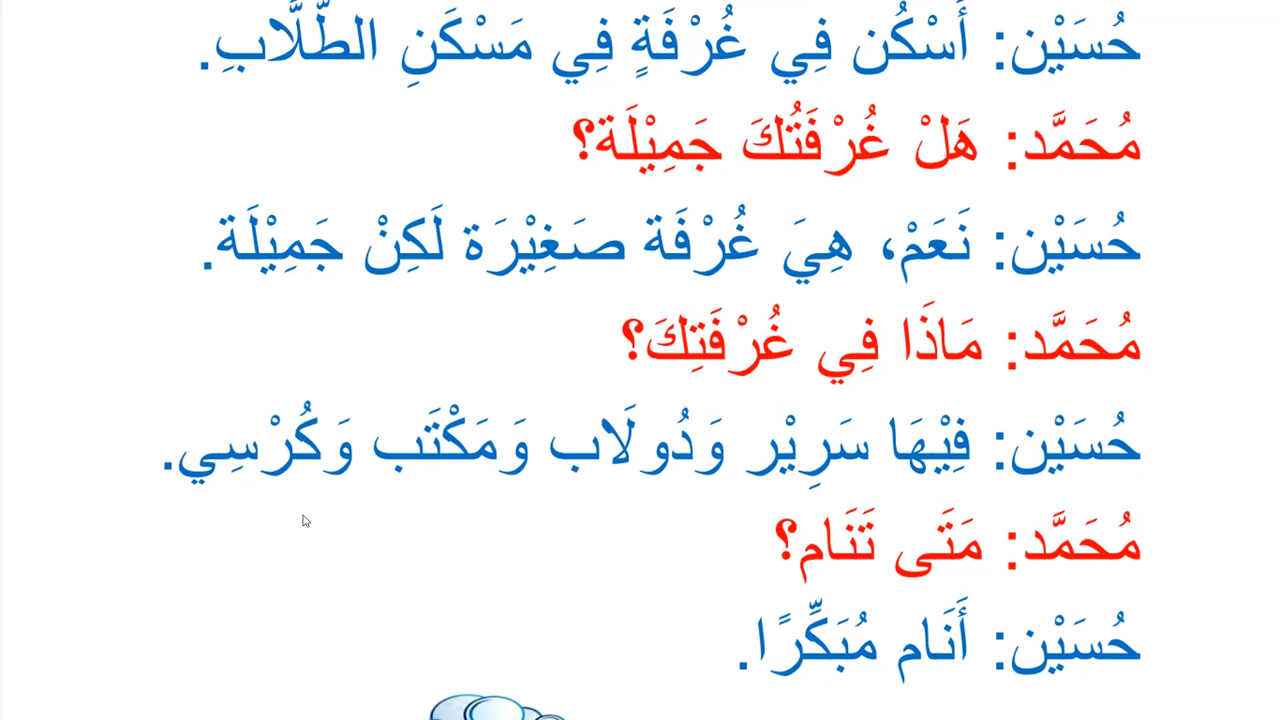 حُسَيْن: أَسْكُن فِي غُرْفَةٍ فِي مَسْكَنِ الطُّلَّابِ.
مُحَمَّد: هَلْ غُرْفَتُكَ جَمِيْلَة؟
حُسَيْن: نَعَمْ، هِيَ غُرْفَة صَغِيْرَة لَكِنْ جَمِيْلَة.
مُحَمَّد: مَاذَا فِي غُرْفَتِكَ؟
حُسَيْن: فِيْهَا سَرِيْر وَدُولَاب وَمَكْتَب وَكُرْسِي.
مُحَمَّد: مَتَى تَنَام؟
حُسَيْن: أَنَام مُبَكِّرًا.